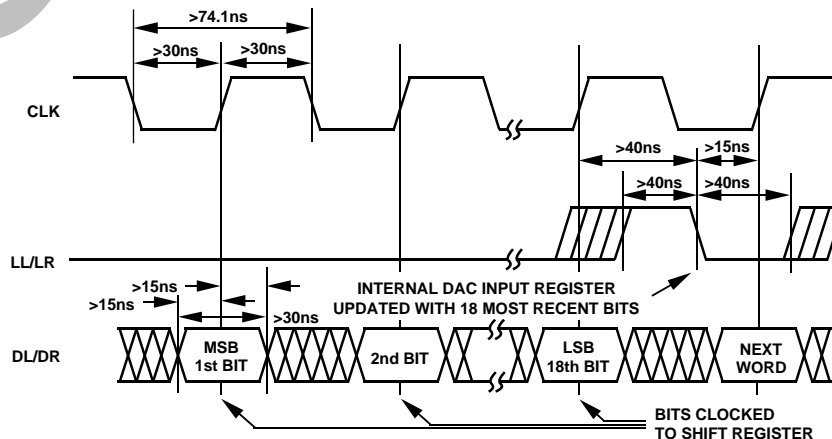 >74.1ns
>30ns >30ns
CLK
>40ns >15ns
>40ns >40ns
LL/LR
>15ns
>15ns
>30ns
INTERNAL DAC INPUT REGISTER
UPDATED WITH 18 MOST RECENT BITS
DL/DR
MSB
1st BIT
2nd BIT
LSB
18th BIT
NEXT
WORD
BITS CLOCKED
TO SHIFT REGISTER